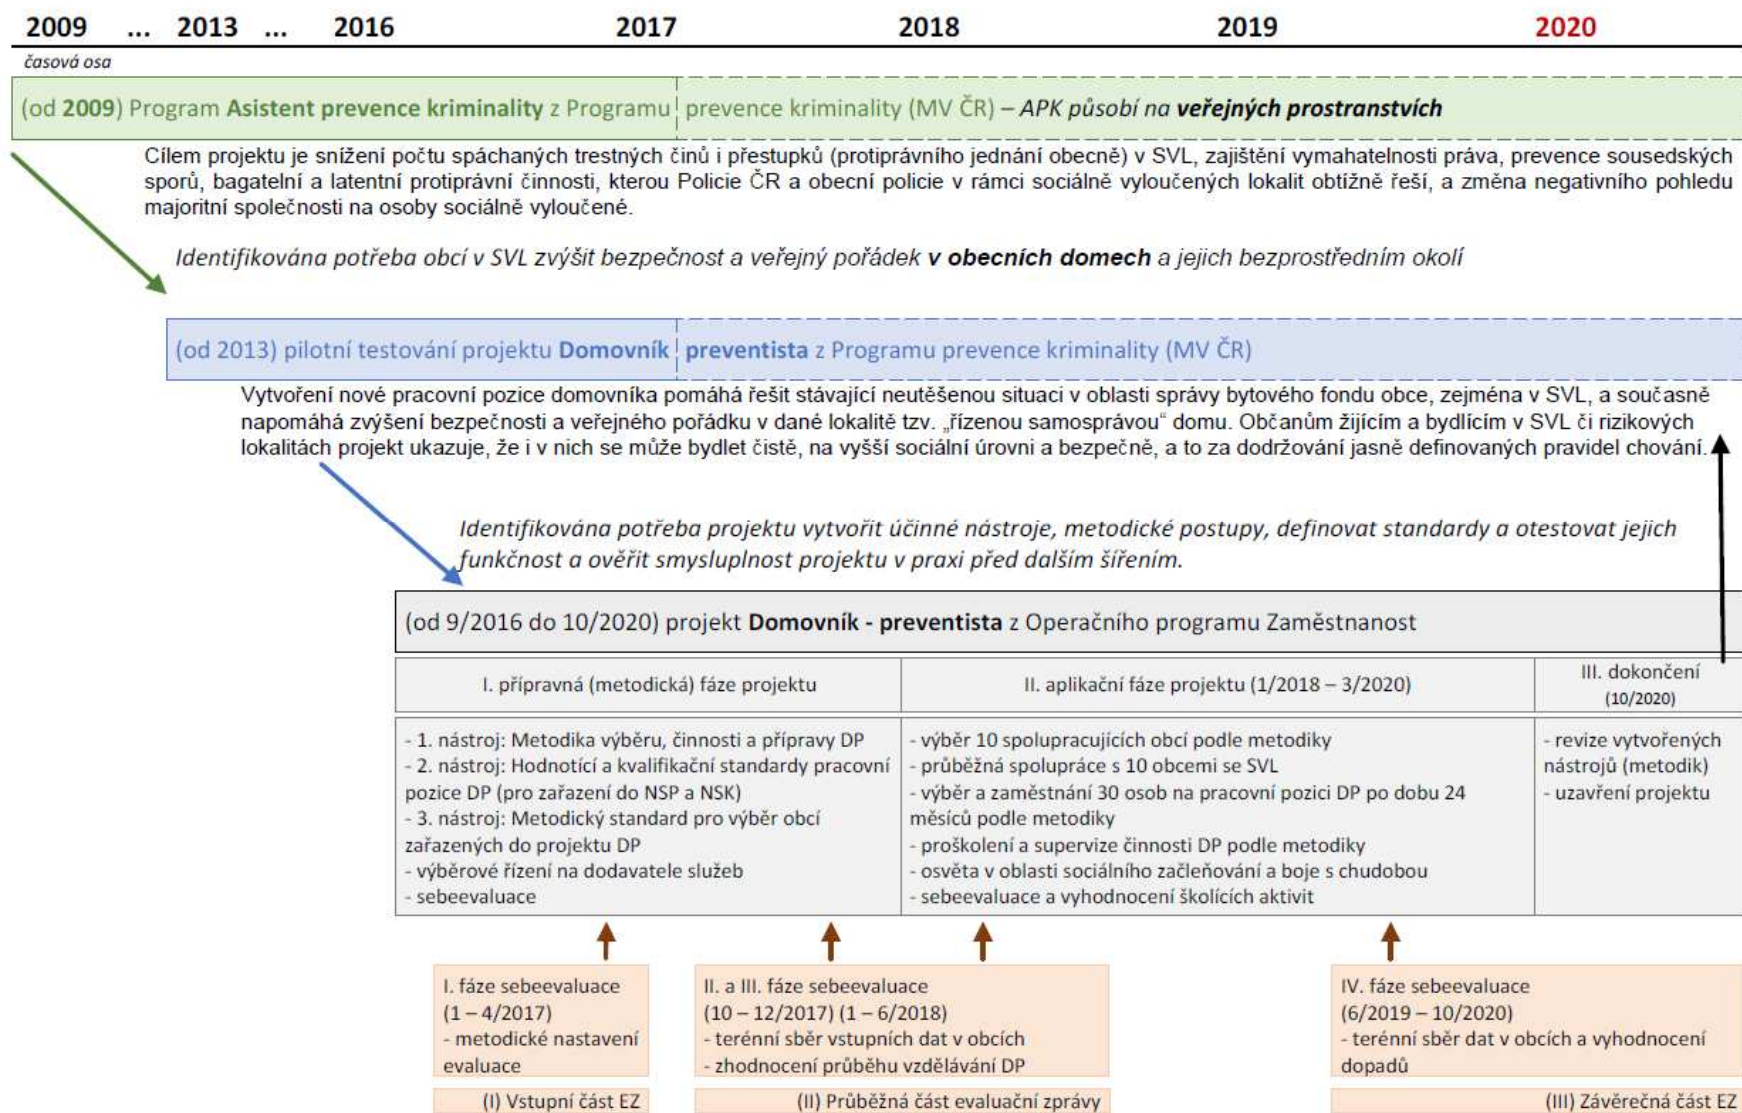 2009 ... 2013 ... 2016 2017 2018 2019 2020
časová osa
(od 2009) Program Asistent prevence kriminality z Programu prevence kriminality (MV ČR) – APK působí na veřejných prostranstvích
Cílem projektu je snížení počtu spáchaných trestných činů i přestupků (protiprávního jednání obecně) v SVL, zajištění vymahatelnosti práva, prevence sousedských
sporů, bagatelní a latentní protiprávní činnosti, kterou Policie ČR a obecní policie v rámci sociálně vyloučených lokalit obtížně řeší, a změna negativního pohledu
majoritní společnosti na osoby sociálně vyloučené.
Identifikována potřeba obcí v SVL zvýšit bezpečnost a veřejný pořádek v obecních domech a jejich bezprostředním okolí
(od 2013) pilotní testování projektu Domovník preventista z Programu prevence kriminality (MV ČR)
Vytvoření nové pracovní pozice domovníka pomáhá řešit stávající neutěšenou situaci v oblasti správy bytového fondu obce, zejména v SVL, a současně
napomáhá zvýšení bezpečnosti a veřejného pořádku v dané lokalitě tzv. „řízenou samosprávou“ domu. Občanům žijícím a bydlícím v SVL či rizikových
lokalitách projekt ukazuje, že i v nich se může bydlet čistě, na vyšší sociální úrovni a bezpečně, a to za dodržování jasně definovaných pravidel chování.
Identifikována potřeba projektu vytvořit účinné nástroje, metodické postupy, definovat standardy a otestovat jejich
funkčnost a ověřit smysluplnost projektu v praxi před dalším šířením.
(od 9/2016 do 10/2020) projekt Domovník - preventista z Operačního programu Zaměstnanost
I. přípravná (metodická) fáze projektu
II. aplikační fáze projektu (1/2018 – 3/2020)
III. dokončení
(10/2020)
- 1. nástroj: Metodika výběru, činnosti a přípravy DP
- 2. nástroj: Hodnotící a kvalifikační standardy pracovní
pozice DP (pro zařazení do NSP a NSK)
- 3. nástroj: Metodický standard pro výběr obcí
zařazených do projektu DP
- výběrové řízení na dodavatele služeb
- sebeevaluace
- výběr 10 spolupracujících obcí podle metodiky
- průběžná spolupráce s 10 obcemi se SVL
- výběr a zaměstnání 30 osob na pracovní pozici DP po dobu 24
měsíců podle metodiky
- proškolení a supervize činnosti DP podle metodiky
- osvěta v oblasti sociálního začleňování a boje s chudobou
- sebeevaluace a vyhodnocení školících aktivit
- revize vytvořených
nástrojů (metodik)
- uzavření projektu
I. fáze sebeevaluace
(1 – 4/2017)
- metodické nastavení
evaluace
(I) Vstupní část EZ
II. a III. fáze sebeevaluace
(10 – 12/2017) (1 – 6/2018)
- terénní sběr vstupních dat v obcích
- zhodnocení průběhu vzdělávání DP
(II) Průběžná část evaluační zprávy
IV. fáze sebeevaluace
(6/2019 – 10/2020)
- terénní sběr dat v obcích a vyhodnocení
dopadů
(III) Závěrečná část EZ